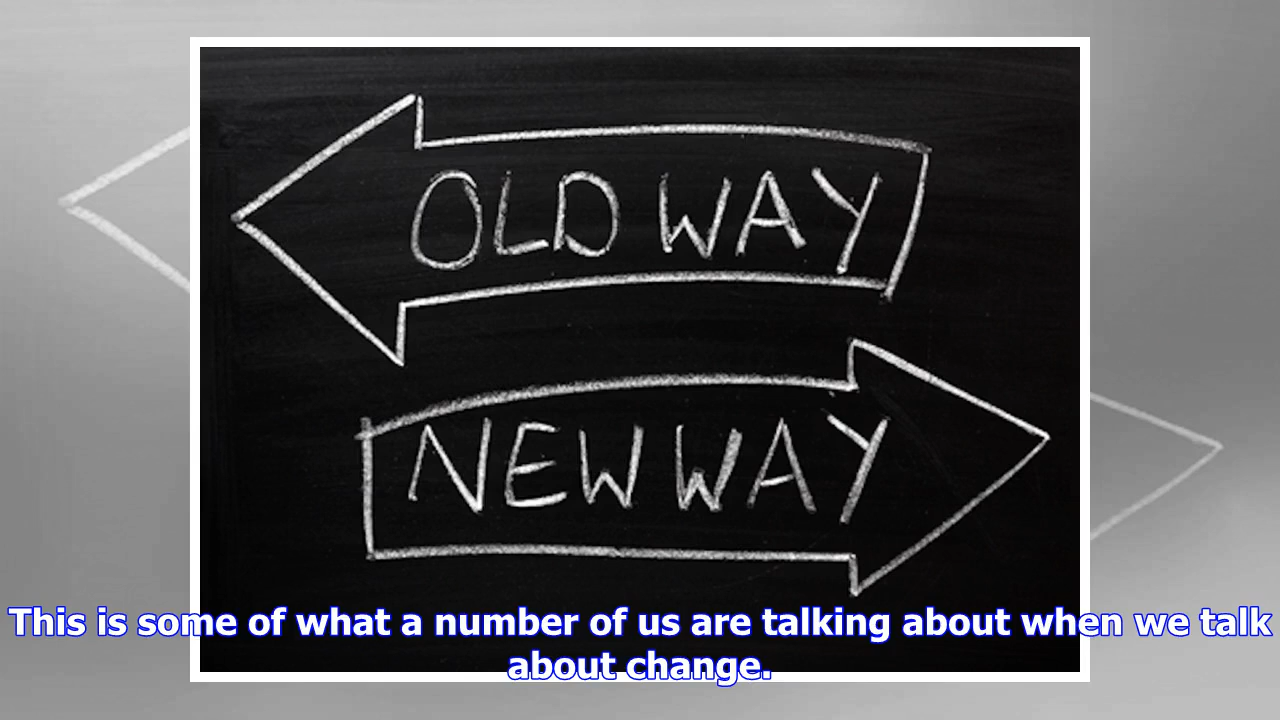 OLD WAY
NEW WAY
This is some of what a number of us are talking about when we talk
about change.